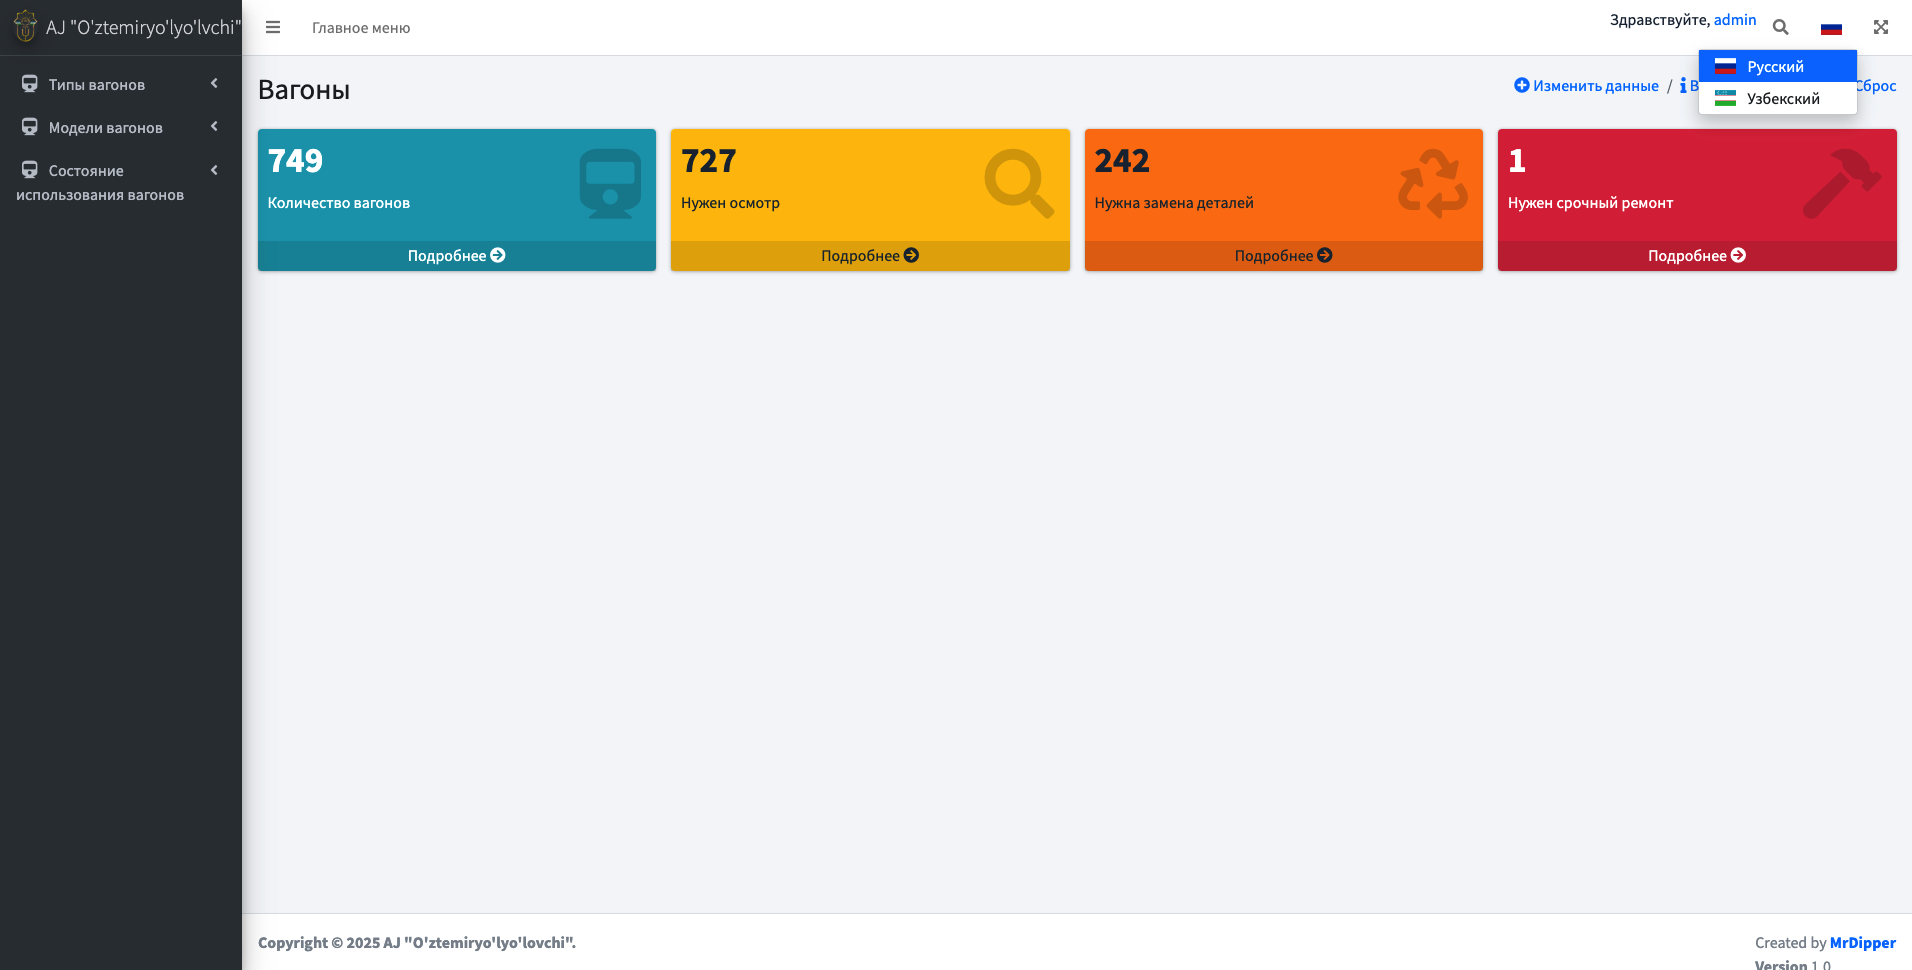 AJ "O'ztemiryo'lyo'lvchi"
Главное меню
Здравствуйте, admin
Русский
Узбекский
Типы вагонов
Модели вагонов
Состояние
использования вагонов
Вагоны
Изменить данные / В
Сброс
749
Количество вагонов
Подробнее
727
Нужен осмотр
Подробнее
242
Нужна замена деталей
Подробнее
1
Нужен срочный ремонт
Подробнее
Copyright © 2025 AJ "O'ztemiryo'lyo'lovchi".
Created by MrDipper
Version 1.0